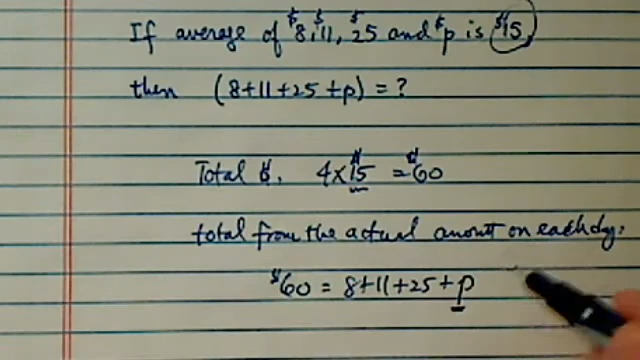 If average of $8, $11, $25 and $p is $15,
then (8+11+25+p) = ?
Total $. 4×$15 = $60
total from the actual amount on each day.
$60 = 8+11+25+p